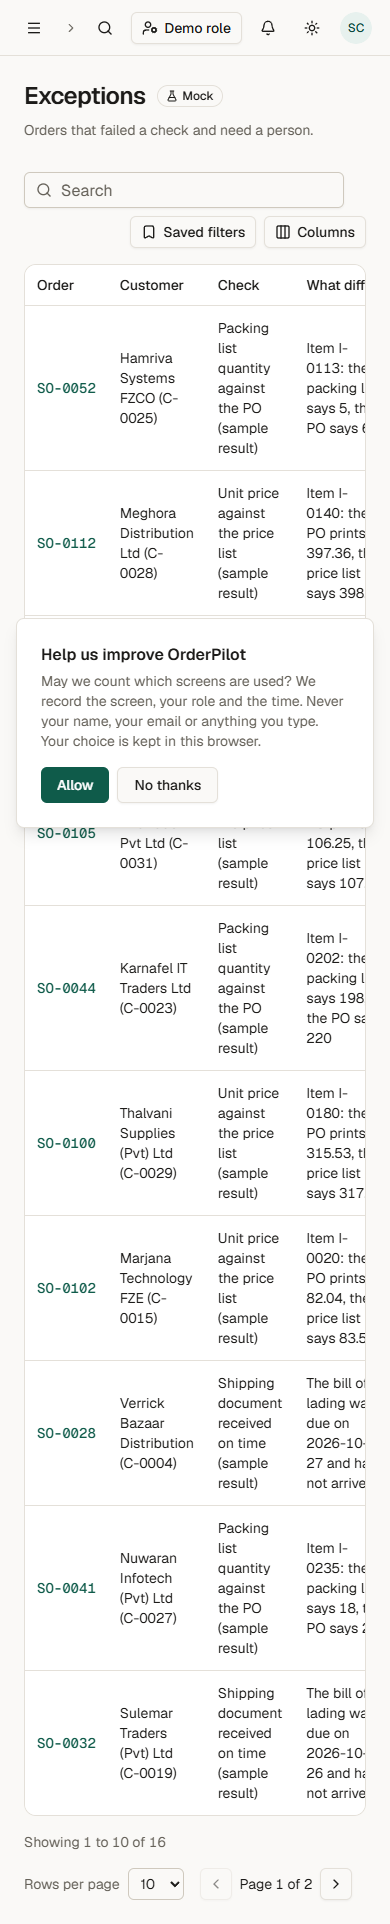 Demo role
SC
Exceptions
Mock
Orders that failed a check and need a person.
Search
Saved filters
Columns
Order Customer Check What diff
SO-0052
Hamriva
Systems
FZCO (C-
0025)
Packing
list
quantity
against
the PO
(sample
result)
Item I-
0113: the
packing l
says 5, th
PO says 6
SO-0112
Meghora
Distribution
Ltd (C-
0028)
Unit price
against
the price
list
(sample
result)
Item I-
0140: the
PO prints
397.36, th
price list
says 398
Help us improve OrderPilot
May we count which screens are used? We
record the screen, your role and the time. Never
your name, your email or anything you type.
Your choice is kept in this browser.
Allow
No thanks
SO-0105
Pvt Ltd (C-
0031)
list
(sample
result)
106.25, th
price list
says 107.
SO-0044
Karnafel IT
Traders Ltd
(C-0023)
Packing
list
quantity
against
the PO
(sample
result)
Item I-
0202: the
packing l
says 198
the PO sa
220
SO-0100
Thalvani
Supplies
(Pvt) Ltd
(C-0029)
Unit price
against
the price
list
(sample
result)
Item I-
0180: the
PO prints
315.53, th
price list
says 317.
SO-0102
Marjana
Technology
FZE (C-
0015)
Unit price
against
the price
list
(sample
result)
Item I-
0020: the
PO prints
82.04, the
price list
says 83.5
SO-0028
Verrick
Bazaar
Distribution
(C-0004)
Shipping
document
received
on time
(sample
result)
The bill of
lading wa
due on
2026-10-
27 and ha
not arrive
SO-0041
Nuwaran
Infotech
(Pvt) Ltd
(C-0027)
Packing
list
quantity
against
the PO
(sample
result)
Item I-
0235: the
packing l
says 18, t
PO says 2
SO-0032
Sulemar
Traders
(Pvt) Ltd
(C-0019)
Shipping
document
received
on time
(sample
result)
The bill of
lading wa
due on
2026-10-
26 and ha
not arrive
Showing 1 to 10 of 16
Rows per page 10 Page 1 of 2